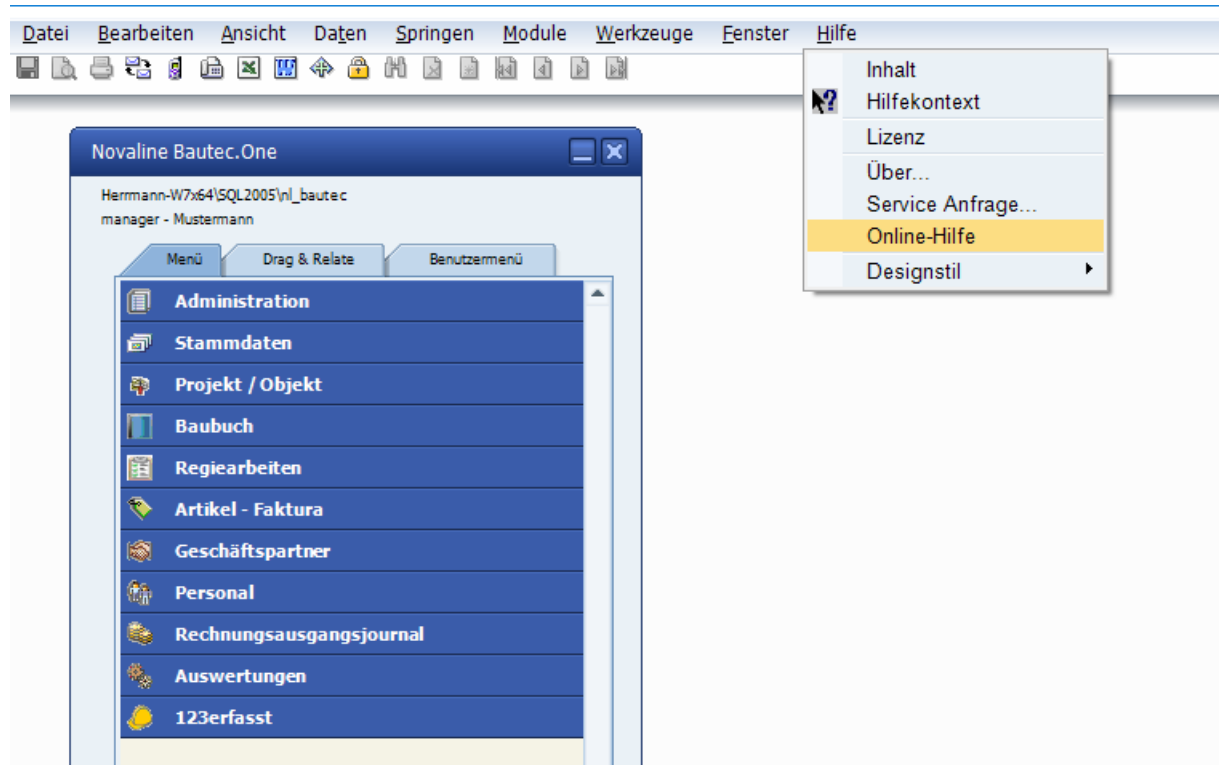 Datei Bearbeiten Ansicht Daten Springen Module Werkzeuge Fenster Hilfe
Inhalt
Hilfekontext
Lizenz
Über...
Service Anfrage...
Online-Hilfe
Designstil
Novaline Bautec.One
Herrmann-W7x64\SQL2005\nl_bautec
manager - Mustermann
Menü Drag & Relate Benutzermenü
Administration
Stammdaten
Projekt / Objekt
Baubuch
Regiearbeiten
Artikel - Faktura
Geschäftspartner
Personal
Rechnungsausgangsjournal
Auswertungen
123erfasst